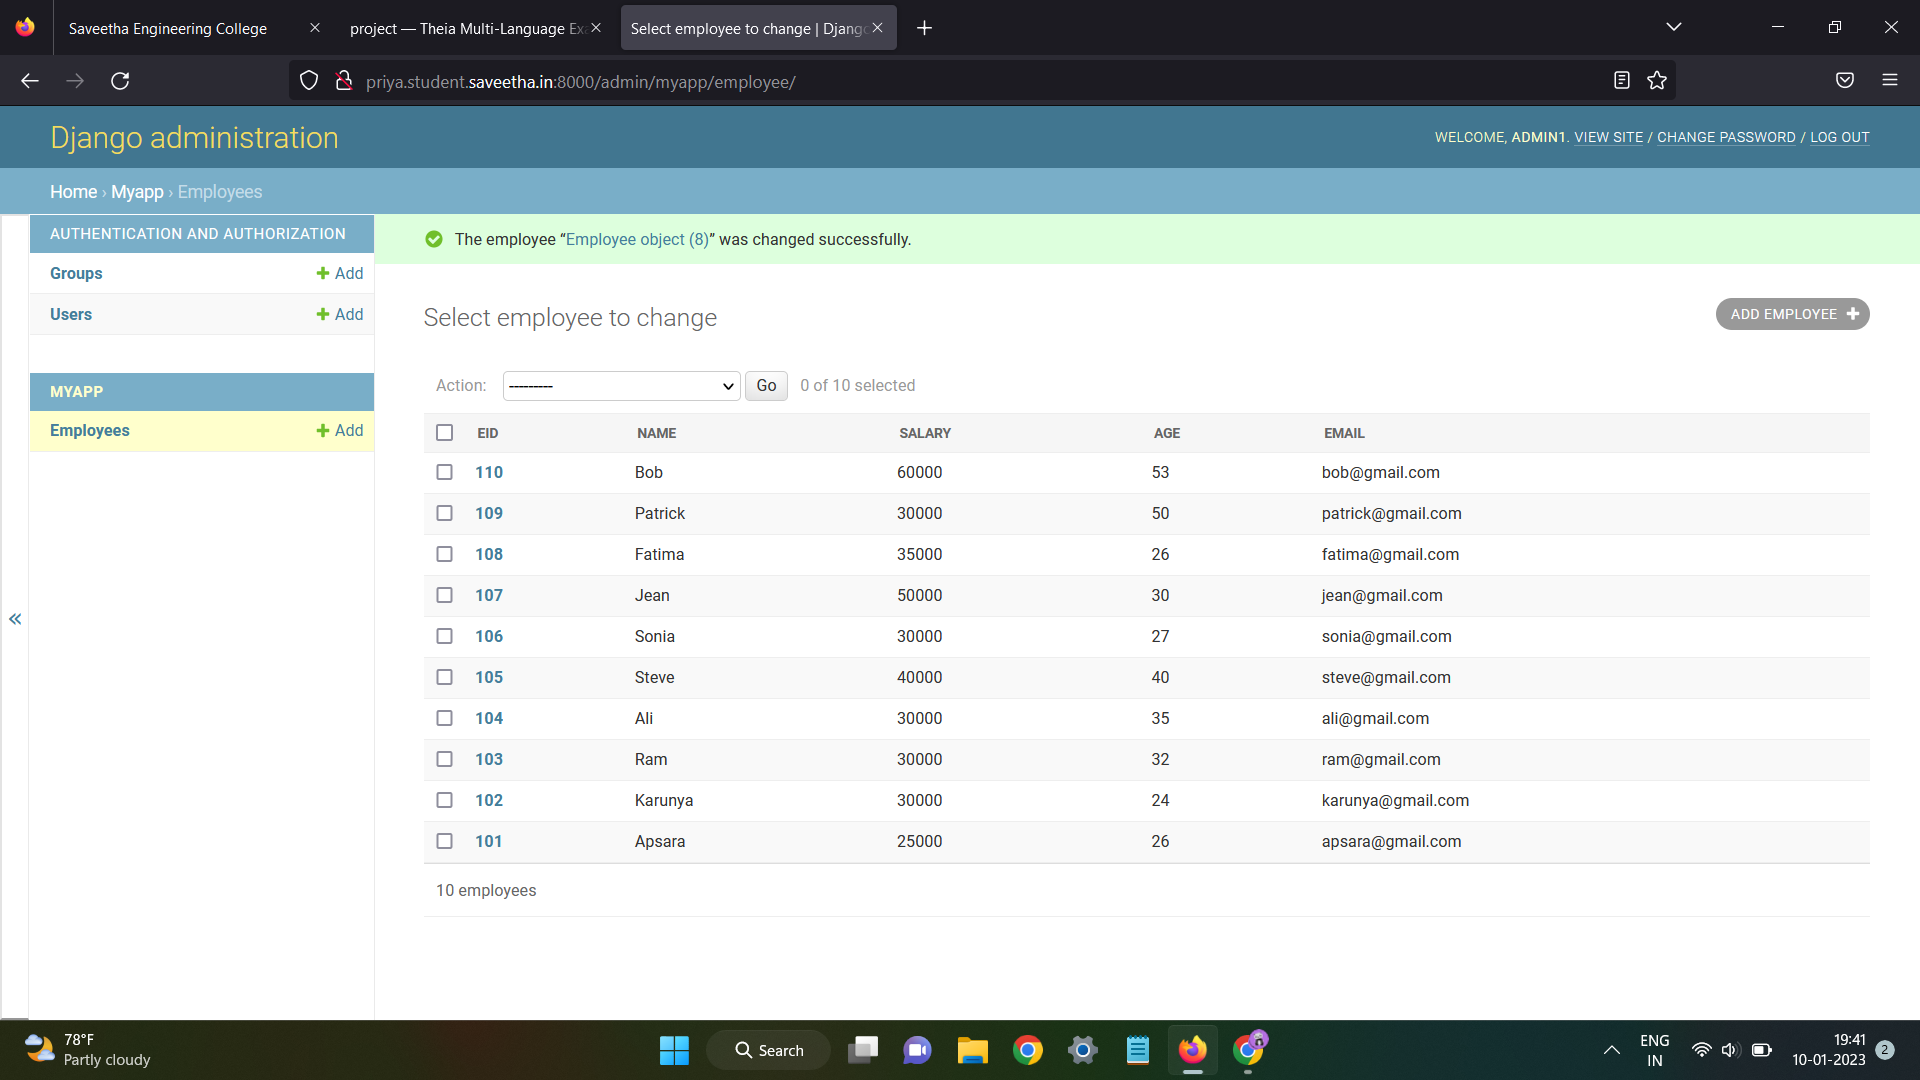 Saveetha Engineering College
project — Theia Multi-Language Ex
Select employee to change | Djang
priya.student.saveetha.in:8000/admin/myapp/employee/
Django administration
WELCOME, ADMIN1. VIEW SITE / CHANGE PASSWORD / LOG OUT
Home › Myapp › Employees
AUTHENTICATION AND AUTHORIZATION
Groups + Add
Users + Add
MYAPP
Employees + Add
«
The employee “Employee object (8)” was changed successfully.
Select employee to change
ADD EMPLOYEE +
Action: --------- Go 0 of 10 selected
EID NAME SALARY AGE EMAIL
110 Bob 60000 53 bob@gmail.com
109 Patrick 30000 50 patrick@gmail.com
108 Fatima 35000 26 fatima@gmail.com
107 Jean 50000 30 jean@gmail.com
106 Sonia 30000 27 sonia@gmail.com
105 Steve 40000 40 steve@gmail.com
104 Ali 30000 35 ali@gmail.com
103 Ram 30000 32 ram@gmail.com
102 Karunya 30000 24 karunya@gmail.com
101 Apsara 25000 26 apsara@gmail.com
10 employees
78°F
Partly cloudy
Search
ENG
IN
19:41
10-01-2023
2